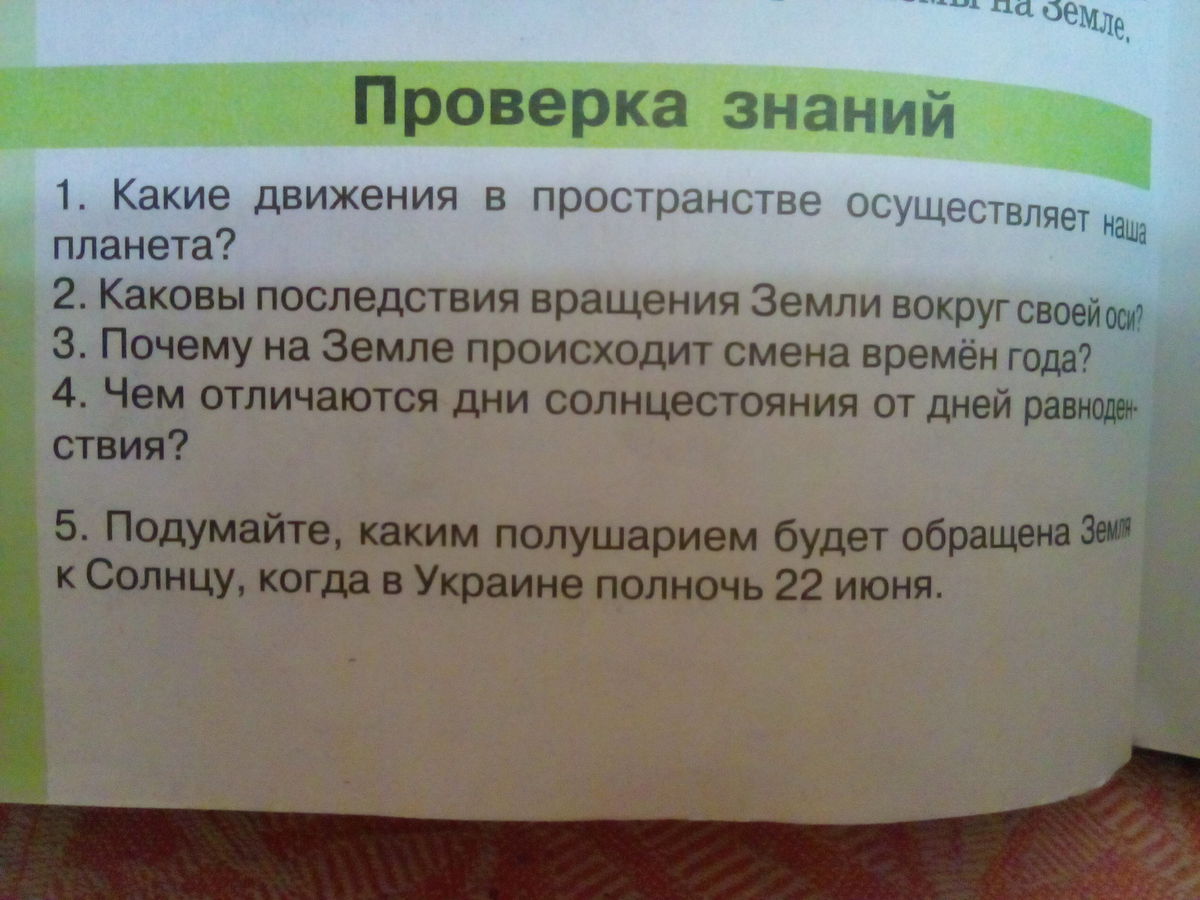 на Земле.
Проверка знаний
1. Какие движения в пространстве осуществляет наша
планета?
2. Каковы последствия вращения Земли вокруг своей оси?
3. Почему на Земле происходит смена времён года?
4. Чем отличаются дни солнцестояния от дней равноден-
ствия?
5. Подумайте, каким полушарием будет обращена Земля
к Солнцу, когда в Украине полночь 22 июня.